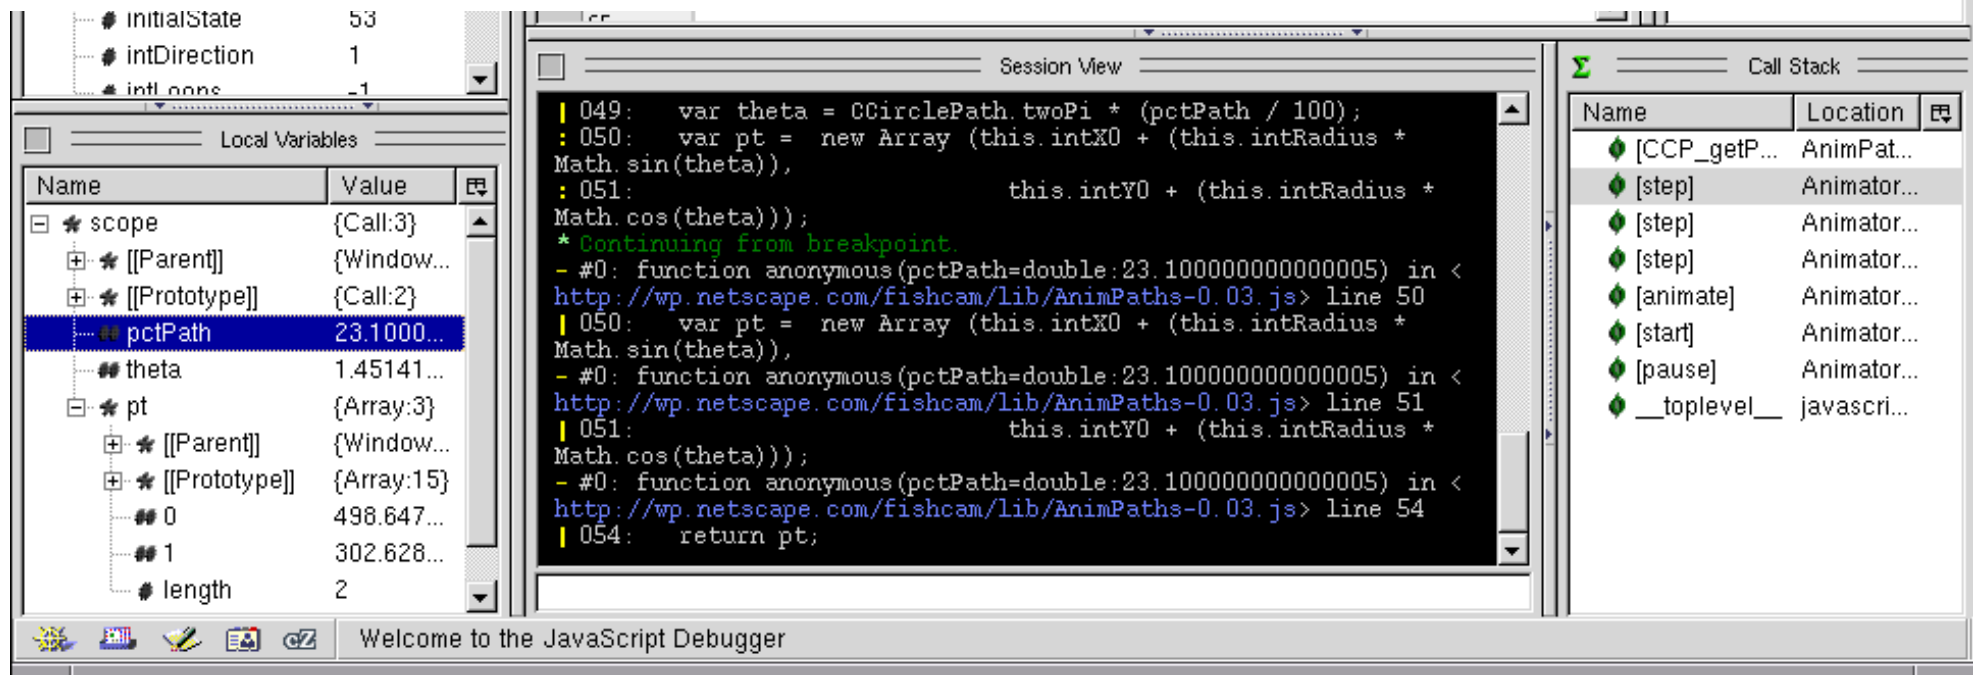 initialState 53
intDirection 1
intLoops -1
Local Variables
Name Value
scope {Call:3}
[[Parent]] {Window...
[[Prototype]] {Call:2}
pctPath 23.1000...
theta 1.45141...
pt {Array:3}
[[Parent]] {Window...
[[Prototype]] {Array:15}
0 498.647...
1 302.628...
length 2
Session View
| 049: var theta = CCirclePath.twoPi * (pctPath / 100);
: 050: var pt = new Array (this.intX0 + (this.intRadius *
Math.sin(theta)),
: 051: this.intY0 + (this.intRadius *
Math.cos(theta)));
* Continuing from breakpoint.
- #0: function anonymous(pctPath=double:23.100000000000005) in <
http://wp.netscape.com/fishcam/lib/AnimPaths-0.03.js> line 50
| 050: var pt = new Array (this.intX0 + (this.intRadius *
Math.sin(theta)),
- #0: function anonymous(pctPath=double:23.100000000000005) in <
http://wp.netscape.com/fishcam/lib/AnimPaths-0.03.js> line 51
| 051: this.intY0 + (this.intRadius *
Math.cos(theta)));
- #0: function anonymous(pctPath=double:23.100000000000005) in <
http://wp.netscape.com/fishcam/lib/AnimPaths-0.03.js> line 54
| 054: return pt;
Σ Call Stack
Name Location
[CCP_getP... AnimPat...
[step] Animator...
[step] Animator...
[step] Animator...
[animate] Animator...
[start] Animator...
[pause] Animator...
__toplevel__ javascri...
cZ Welcome to the JavaScript Debugger